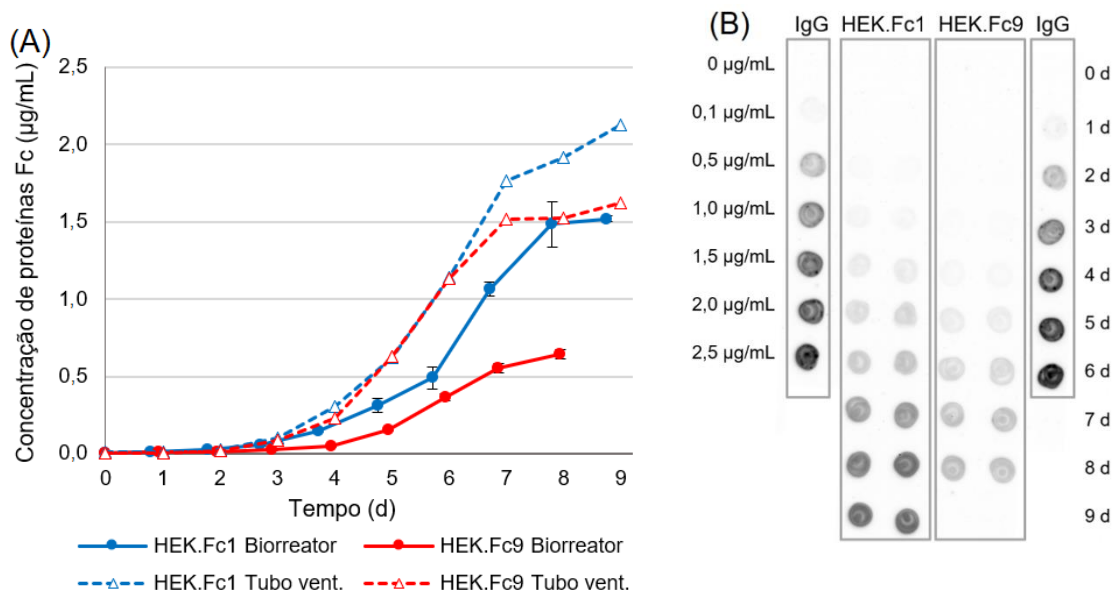 (A)
Concentração de proteínas Fc (µg/mL)
2,5
2,0
1,5
1,0
0,5
0,0
0 1 2 3 4 5 6 7 8 9
Tempo (d)
HEK.Fc1 Biorreator HEK.Fc9 Biorreator
HEK.Fc1 Tubo vent. HEK.Fc9 Tubo vent.
(B)
IgG HEK.Fc1 HEK.Fc9 IgG
0 µg/mL
0,1 µg/mL
0,5 µg/mL
1,0 µg/mL
1,5 µg/mL
2,0 µg/mL
2,5 µg/mL
0 d
1 d
2 d
3 d
4 d
5 d
6 d
7 d
8 d
9 d